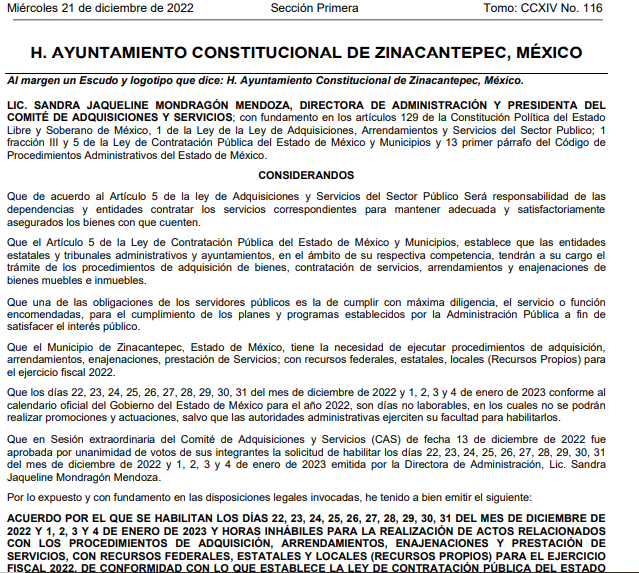 Miércoles 21 de diciembre de 2022 Sección Primera Tomo: CCXIV No. 116
H. AYUNTAMIENTO CONSTITUCIONAL DE ZINACANTEPEC, MÉXICO
Al margen un Escudo y logotipo que dice: H. Ayuntamiento Constitucional de Zinacantepec, México.
LIC. SANDRA JAQUELINE MONDRAGÓN MENDOZA, DIRECTORA DE ADMINISTRACIÓN Y PRESIDENTA DEL
COMITÉ DE ADQUISICIONES Y SERVICIOS; con fundamento en los artículos 129 de la Constitución Política del Estado
Libre y Soberano de México, 1 de la Ley de la Ley de Adquisiciones, Arrendamientos y Servicios del Sector Publico; 1
fracción III y 5 de la Ley de Contratación Pública del Estado de México y Municipios y 13 primer párrafo del Código de
Procedimientos Administrativos del Estado de México.
CONSIDERANDOS
Que de acuerdo al Artículo 5 de la ley de Adquisiciones y Servicios del Sector Público Será responsabilidad de las
dependencias y entidades contratar los servicios correspondientes para mantener adecuada y satisfactoriamente
asegurados los bienes con que cuenten.
Que el Artículo 5 de la Ley de Contratación Pública del Estado de México y Municipios, establece que las entidades
estatales y tribunales administrativos y ayuntamientos, en el ámbito de su respectiva competencia, tendrán a su cargo el
trámite de los procedimientos de adquisición de bienes, contratación de servicios, arrendamientos y enajenaciones de
bienes muebles e inmuebles.
Que una de las obligaciones de los servidores públicos es la de cumplir con máxima diligencia, el servicio o función
encomendadas, para el cumplimiento de los planes y programas establecidos por la Administración Pública a fin de
satisfacer el interés público.
Que el Municipio de Zinacantepec, Estado de México, tiene la necesidad de ejecutar procedimientos de adquisición,
arrendamientos, enajenaciones, prestación de Servicios; con recursos federales, estatales, locales (Recursos Propios) para
el ejercicio fiscal 2022.
Que los días 22, 23, 24, 25, 26, 27, 28, 29, 30, 31 del mes de diciembre de 2022 y 1, 2, 3 y 4 de enero de 2023 conforme al
calendario oficial del Gobierno del Estado de México para el año 2022, son días no laborables, en los cuales no se podrán
realizar promociones y actuaciones, salvo que las autoridades administrativas ejerciten su facultad para habilitarlos.
Que en Sesión extraordinaria del Comité de Adquisiciones y Servicios (CAS) de fecha 13 de diciembre de 2022 fue
aprobada por unanimidad de votos de sus integrantes la solicitud de habilitar los días 22, 23, 24, 25, 26, 27, 28, 29, 30, 31
del mes de diciembre de 2022 y 1, 2, 3, 4 de enero de 2023 emitida por la Directora de Administración, Lic. Sandra
Jaqueline Mondragón Mendoza.
Por lo expuesto y con fundamento en las disposiciones legales invocadas, he tenido a bien emitir el siguiente:
ACUERDO POR EL QUE SE HABILITAN LOS DÍAS 22, 23, 24, 25, 26, 27, 28, 29, 30, 31 DEL MES DE DICIEMBRE DE
2022 Y 1, 2, 3 Y 4 DE ENERO DE 2023 Y HORAS INHÁBILES PARA LA REALIZACIÓN DE ACTOS RELACIONADOS
CON LOS PROCEDIMIENTOS DE ADQUISICIÓN, ARRENDAMIENTOS, ENAJENACIONES Y PRESTACIÓN DE
SERVICIOS, CON RECURSOS FEDERALES, ESTATALES Y LOCALES (RECURSOS PROPIOS) PARA EL EJERCICIO
FISCAL 2022, DE CONFORMIDAD CON LO QUE ESTABLECE LA LEY DE CONTRATACIÓN PÚBLICA DEL ESTADO